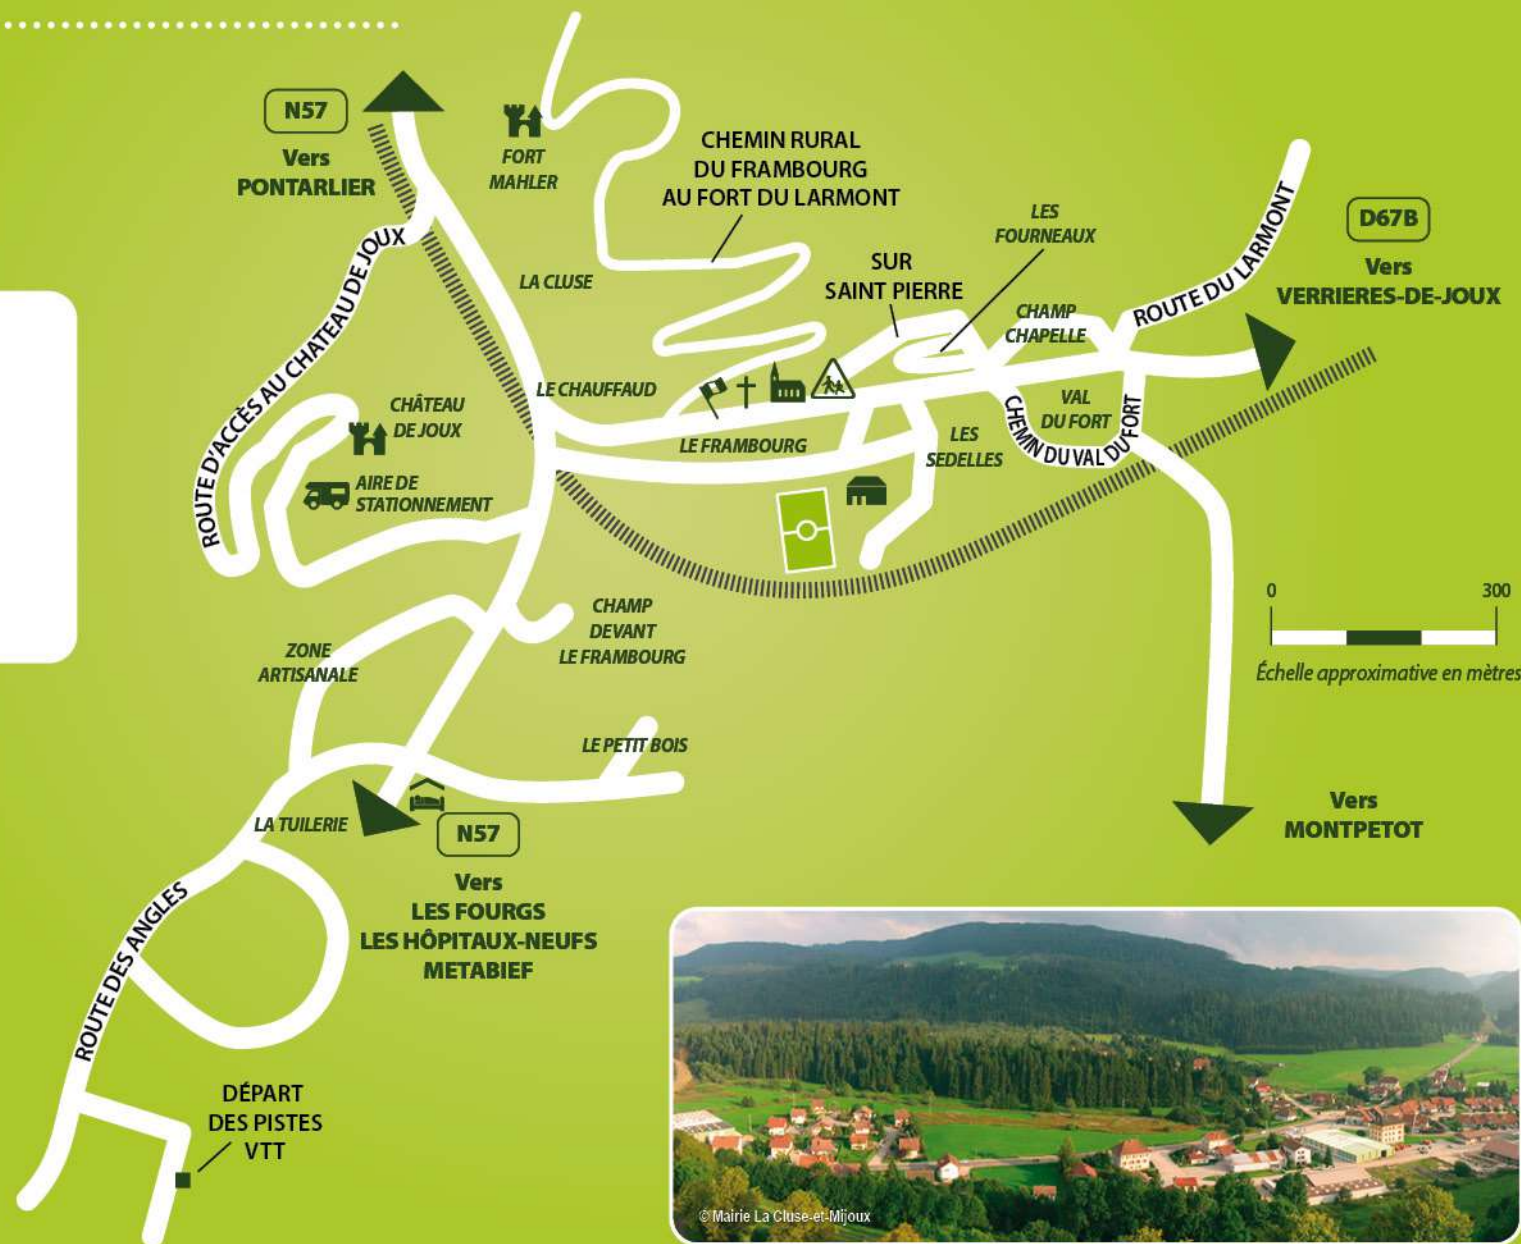 N57
Vers
PONTARLIER
FORT
MAHLER
CHEMIN RURAL
DU FRAMBOURG
AU FORT DU LARMONT
LES
FOURNEAUX
D67B
Vers
VERRIERES-DE-JOUX
ROUTE DU LARMONT
ROUTE D'ACCÈS AU CHATEAU DE JOUX
LA CLUSE
SUR
SAINT PIERRE
CHAMP
CHAPELLE
LE CHAUFFAUD
CHÂTEAU
DE JOUX
VAL
DU FORT
CHEMIN DU VAL DU FORT
LE FRAMBOURG
LES
SEDELLES
AIRE DE
STATIONNEMENT
0 300
Échelle approximative en mètres
CHAMP
DEVANT
LE FRAMBOURG
ZONE
ARTISANALE
LE PETIT BOIS
LA TUILERIE
N57
Vers
LES FOURGS
LES HÔPITAUX-NEUFS
METABIEF
Vers
MONTPETOT
ROUTE DES ANGLES
DÉPART
DES PISTES
VTT
© Mairie La Cluse-et-Mijoux